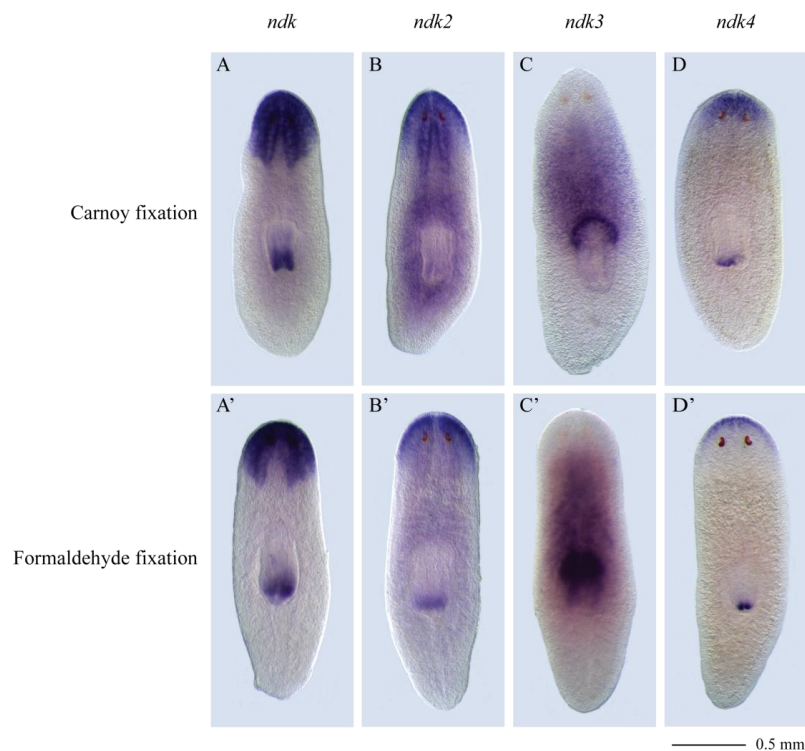 ndk ndk2 ndk3 ndk4
A B C D
Carnoy fixation
A' B' C' D'
Formaldehyde fixation
0.5 mm